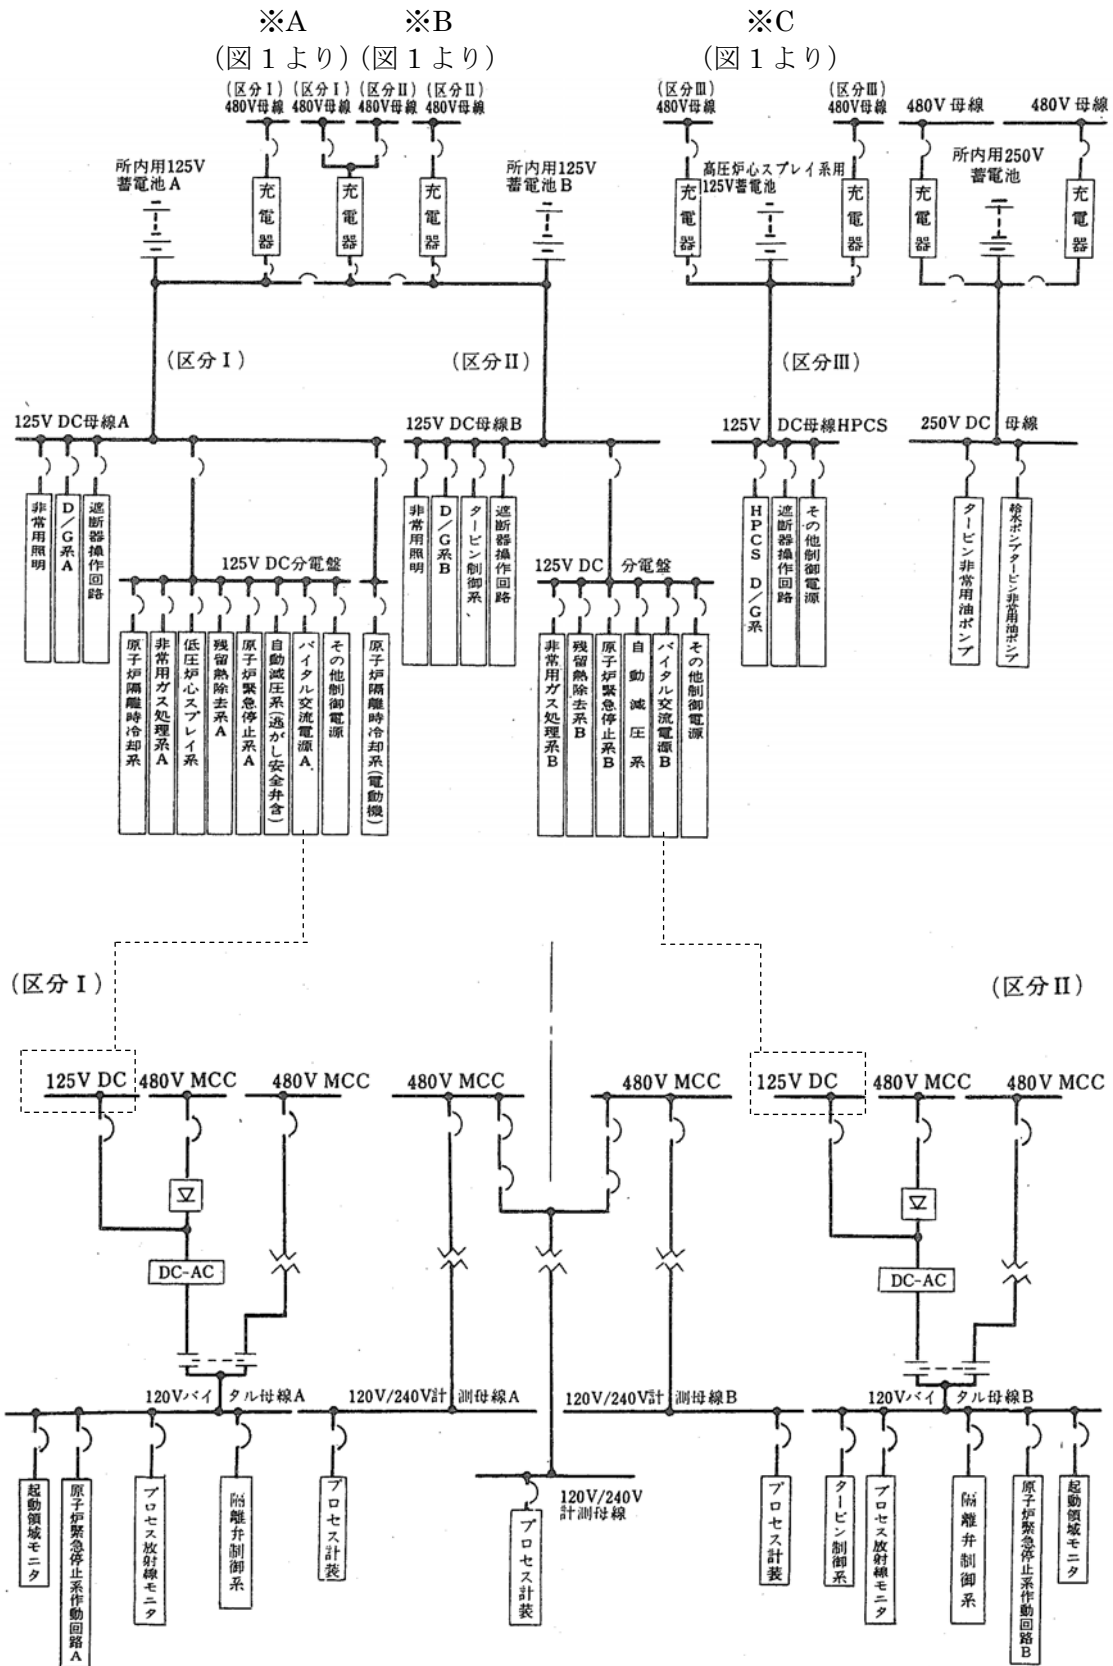 ※A
※B
※C
(図1より)
(図1より)
(図1より)
(区分Ⅰ)
480V母線
(区分Ⅰ)
480V母線
(区分Ⅱ)
480V母線
(区分Ⅱ)
480V母線
(区分Ⅲ)
480V母線
(区分Ⅲ)
480V母線
480V母線
480V母線
所内用125V
蓄電池A
充電器
充電器
充電器
所内用125V
蓄電池B
充電器
高圧炉心スプレイ系用
125V蓄電池
充電器
充電器
所内用250V
蓄電池
充電器
(区分Ⅰ)
(区分Ⅱ)
(区分Ⅲ)
125V DC母線A
125V DC母線B
125V DC母線HPCS
250V DC 母線
非常用照明
D/G系A
遮断器操作回路
非常用照明
D/G系B
タービン制御系
遮断器操作回路
HPCS D/G系
遮断器操作回路
その他制御電源
タービン非常用油ポンプ
給水ポンプタービン非常用油ポンプ
125V DC分電盤
125V DC 分電盤
原子炉隔離時冷却系
非常用ガス処理系A
低圧炉心スプレイ系
残留熱除去系A
原子炉緊急停止系A
自動減圧系(逃がし安全弁含)
バイタル交流電源A
その他制御電源
原子炉隔離時冷却系(電動機)
非常用ガス処理系B
残留熱除去系B
原子炉緊急停止系B
自動減圧系
バイタル交流電源B
その他制御電源
(区分Ⅰ)
(区分Ⅱ)
125V DC
480V MCC
480V MCC
480V MCC
480V MCC
125V DC
480V MCC
480V MCC
DC-AC
DC-AC
120Vバイタル母線A
120V/240V計測母線A
120V/240V計測母線B
120Vバイタル母線B
起動領域モニタ
原子炉緊急停止系作動回路A
プロセス放射線モニタ
隔離弁制御系
プロセス計装
120V/240V
計測母線
プロセス計装
プロセス計装
タービン制御系
プロセス放射線モニタ
隔離弁制御系
原子炉緊急停止系作動回路B
起動領域モニタ